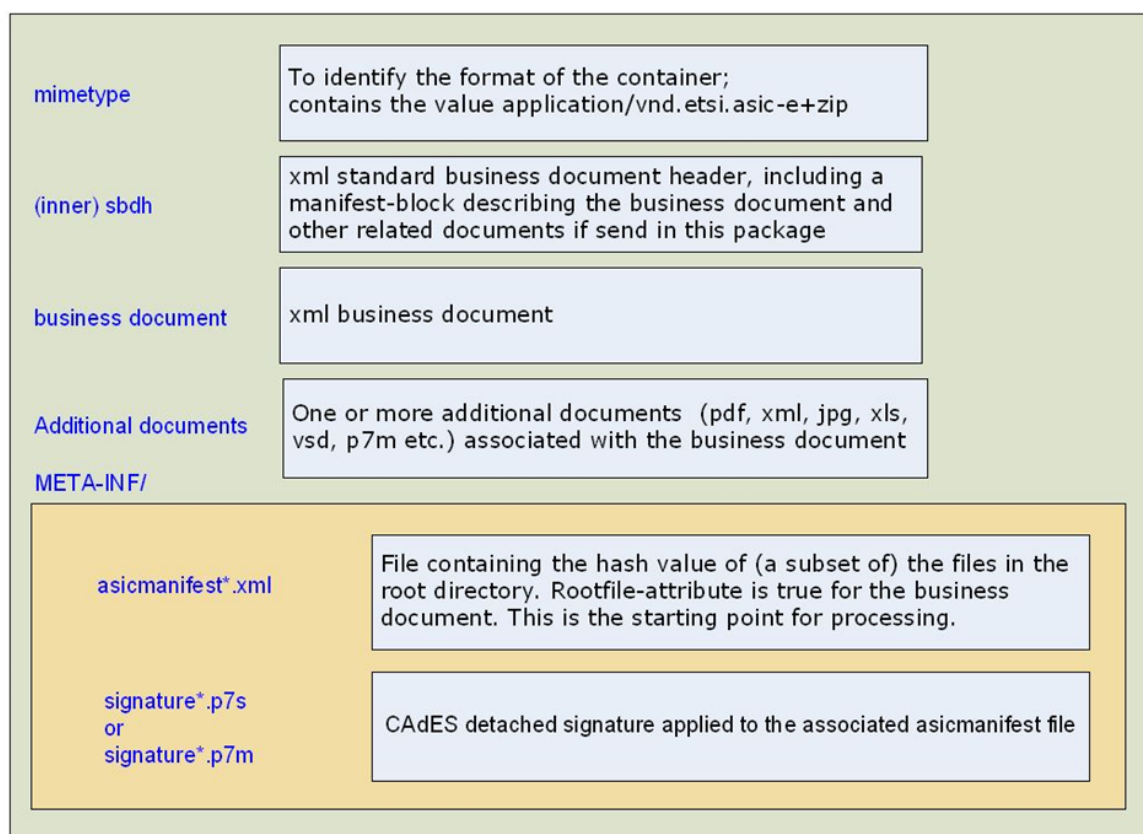 mimetype
To identify the format of the container;
contains the value application/vnd.etsi.asic-e+zip
(inner) sbdh
xml standard business document header, including a
manifest-block describing the business document and
other related documents if send in this package
business document
xml business document
Additional documents
One or more additional documents (pdf, xml, jpg, xls,
vsd, p7m etc.) associated with the business document
META-INF/
asicmanifest*.xml
File containing the hash value of (a subset of) the files in the
root directory. Rootfile-attribute is true for the business
document. This is the starting point for processing.
signature*.p7s
or
signature*.p7m
CAdES detached signature applied to the associated asicmanifest file